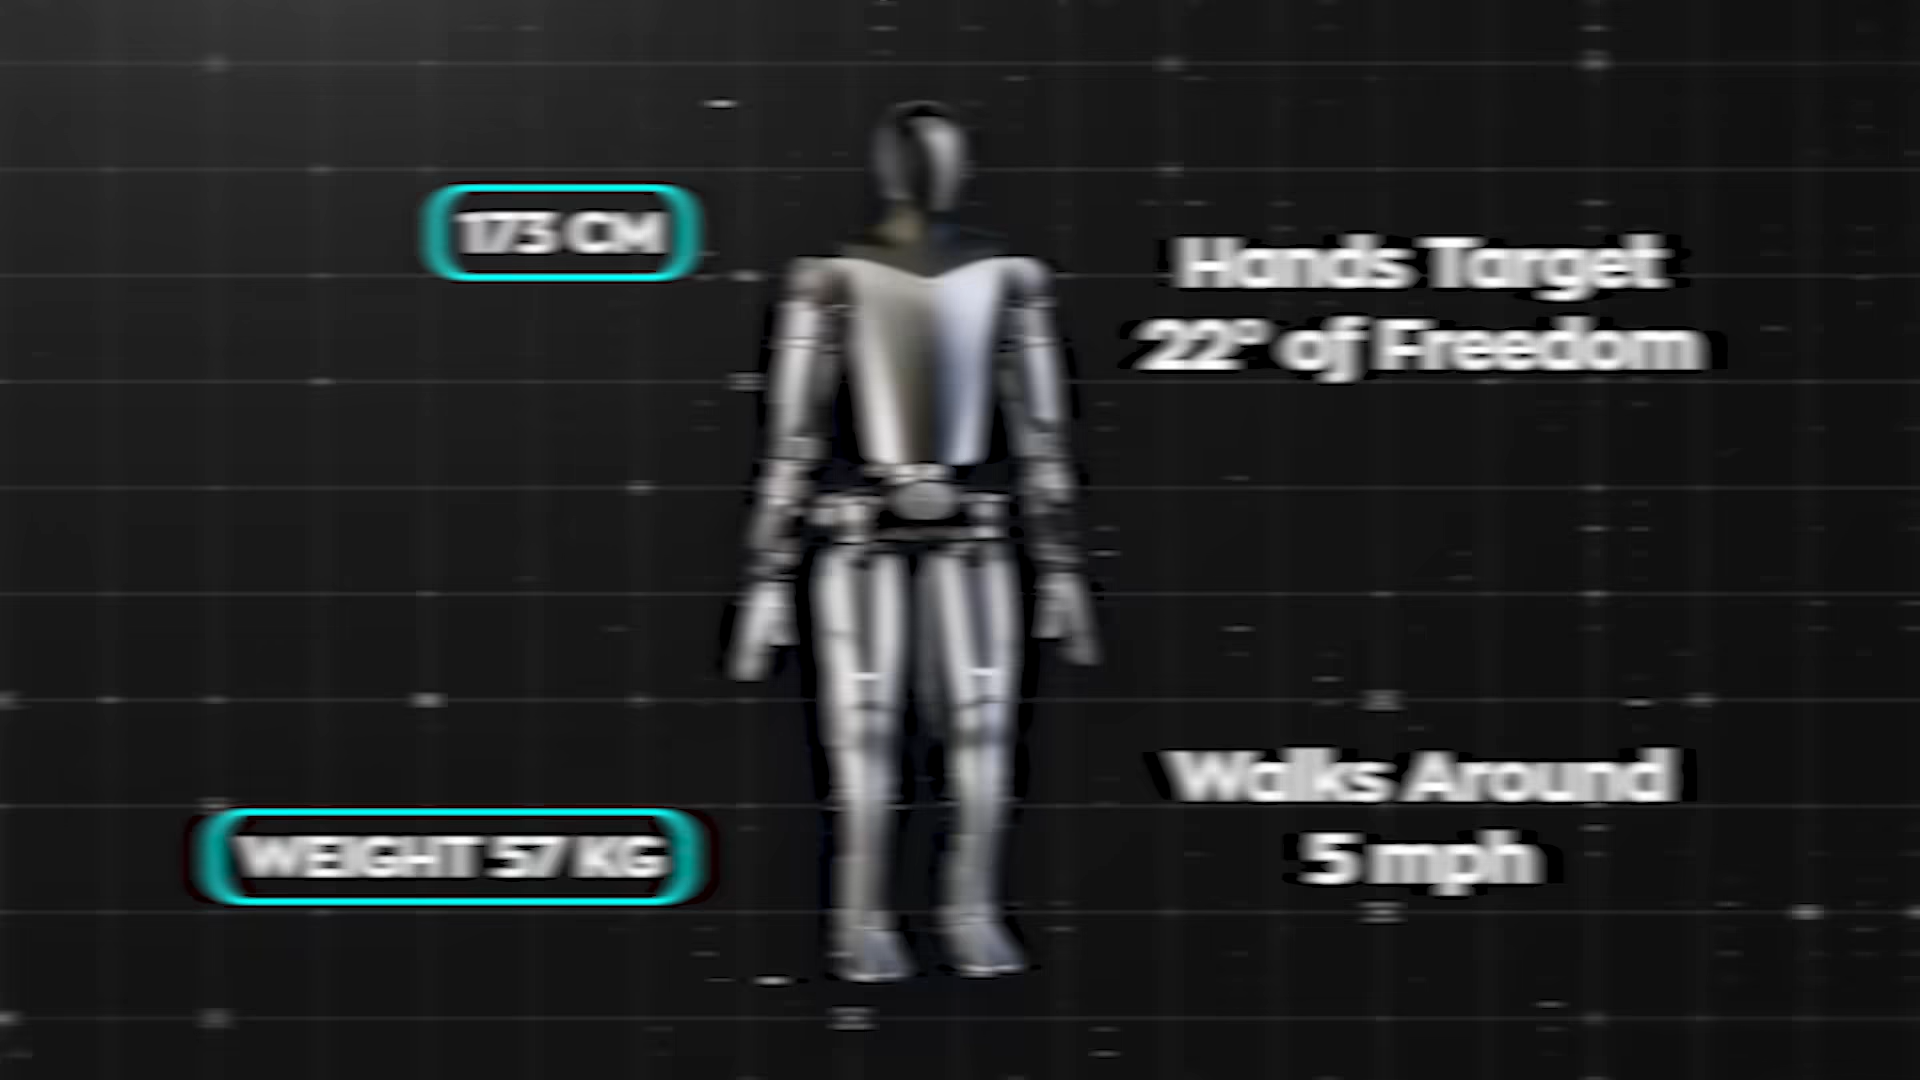 173 CM
Hands Target
22° of Freedom
WEIGHT 57 KG
Walks Around
5 mph